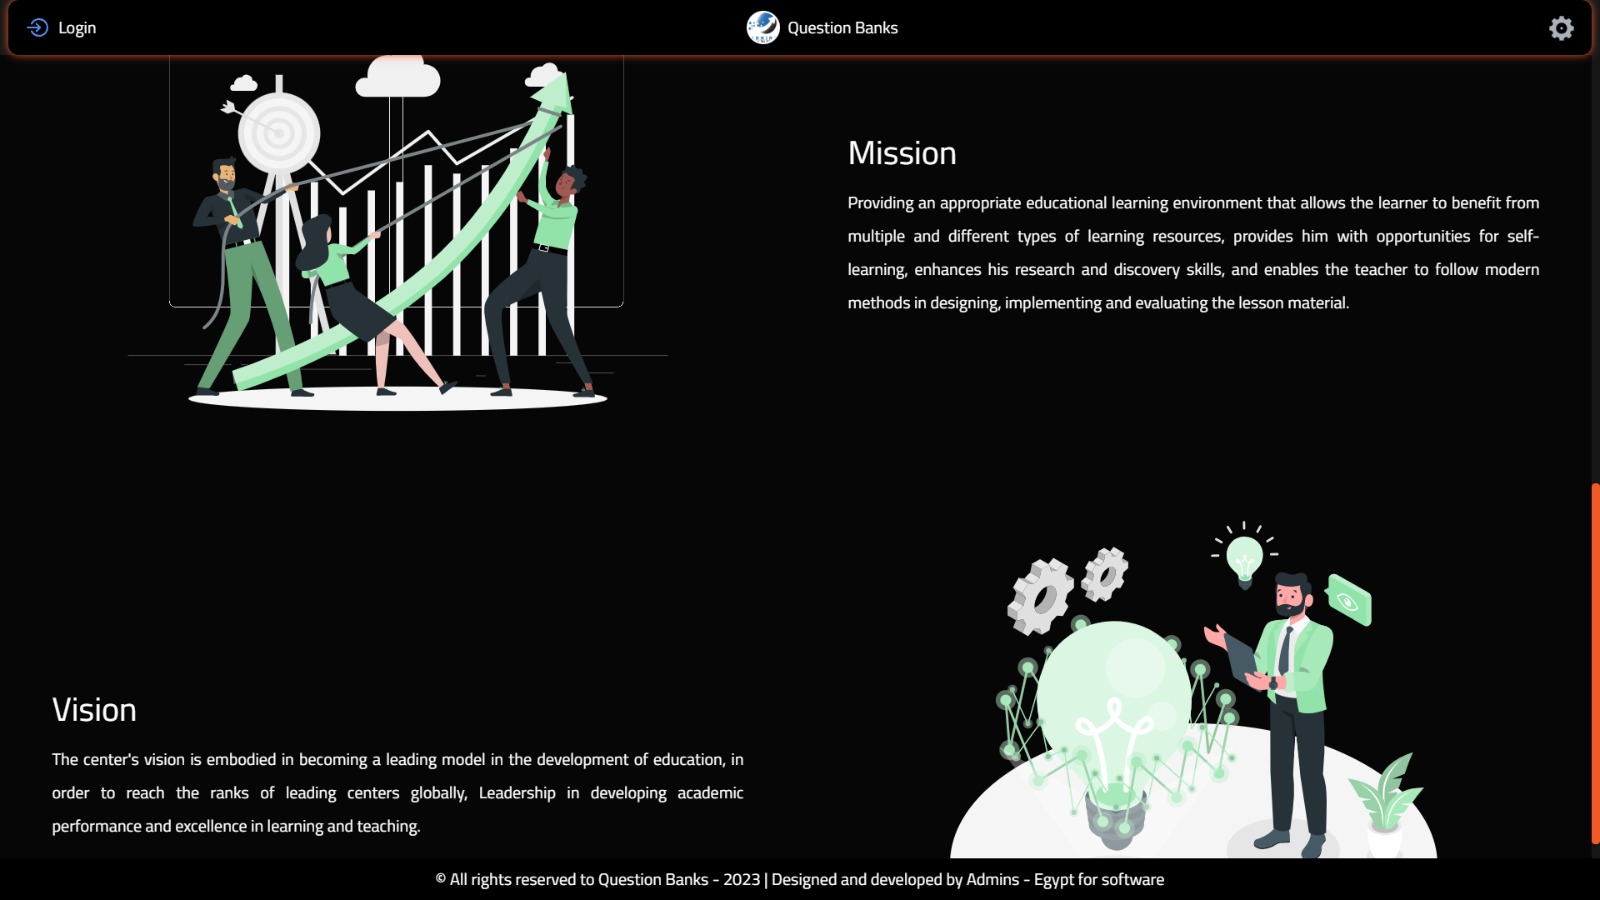 Login
Question Banks
Mission
Providing an appropriate educational learning environment that allows the learner to benefit from
multiple and different types of learning resources, provides him with opportunities for self-
learning, enhances his research and discovery skills, and enables the teacher to follow modern
methods in designing, implementing and evaluating the lesson material.
Vision
The center's vision is embodied in becoming a leading model in the development of education, in
order to reach the ranks of leading centers globally, Leadership in developing academic
performance and excellence in learning and teaching.
© All rights reserved to Question Banks - 2023 | Designed and developed by Admins - Egypt for software